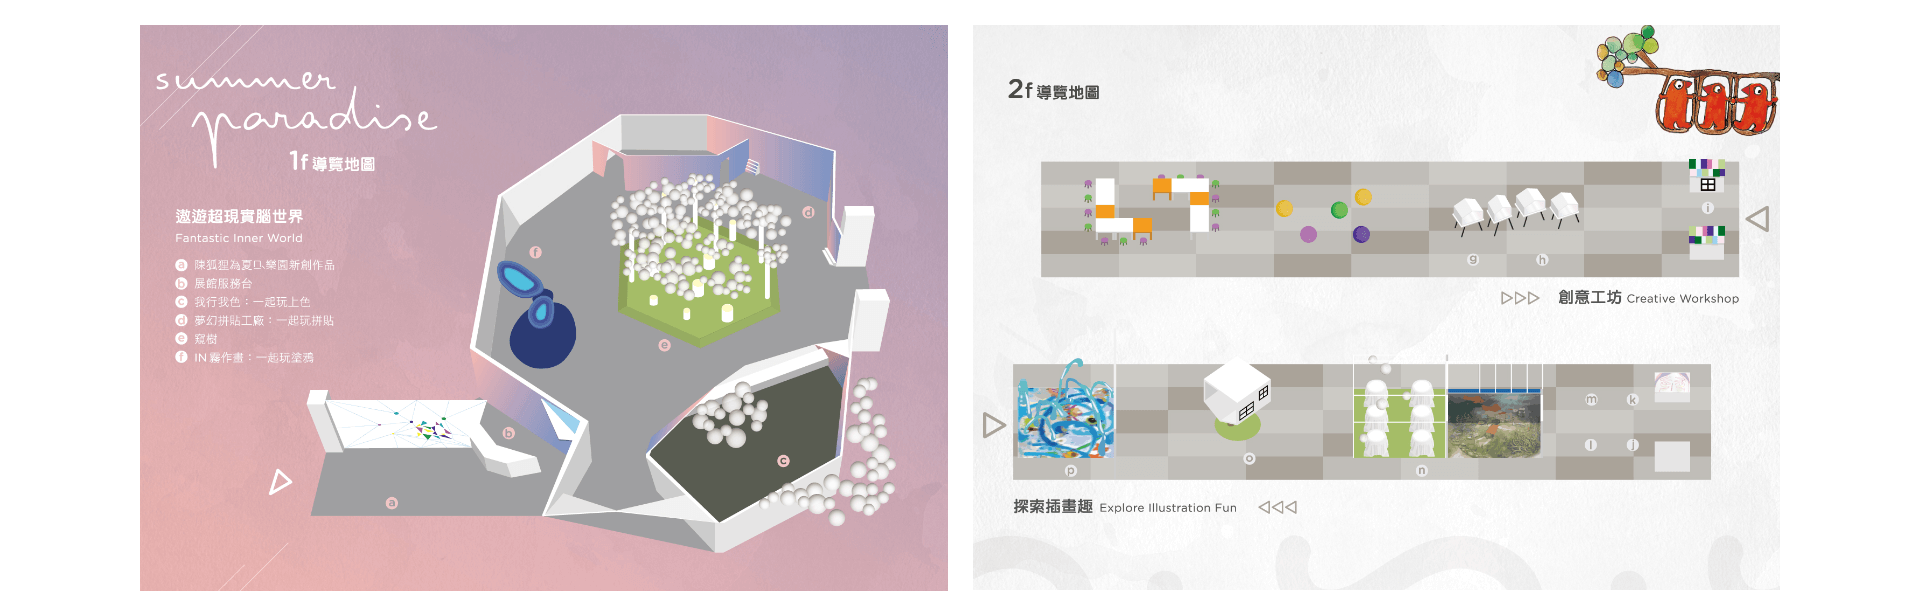 summer
paradise
1f 導覽地圖
遨遊超現實腦世界
Fantastic Inner World
a 陳狐狸為夏日樂園新創作品
b 展館服務台
c 我行我色：一起玩上色
d 夢幻拼貼工廠：一起玩拼貼
e 窺樹
f IN霧作畫：一起玩塗鴉
f
d
e
b
c
a
2f 導覽地圖
i
g
h
創意工坊 Creative Workshop
m
k
l
j
o
p
n
探索插畫趣 Explore Illustration Fun